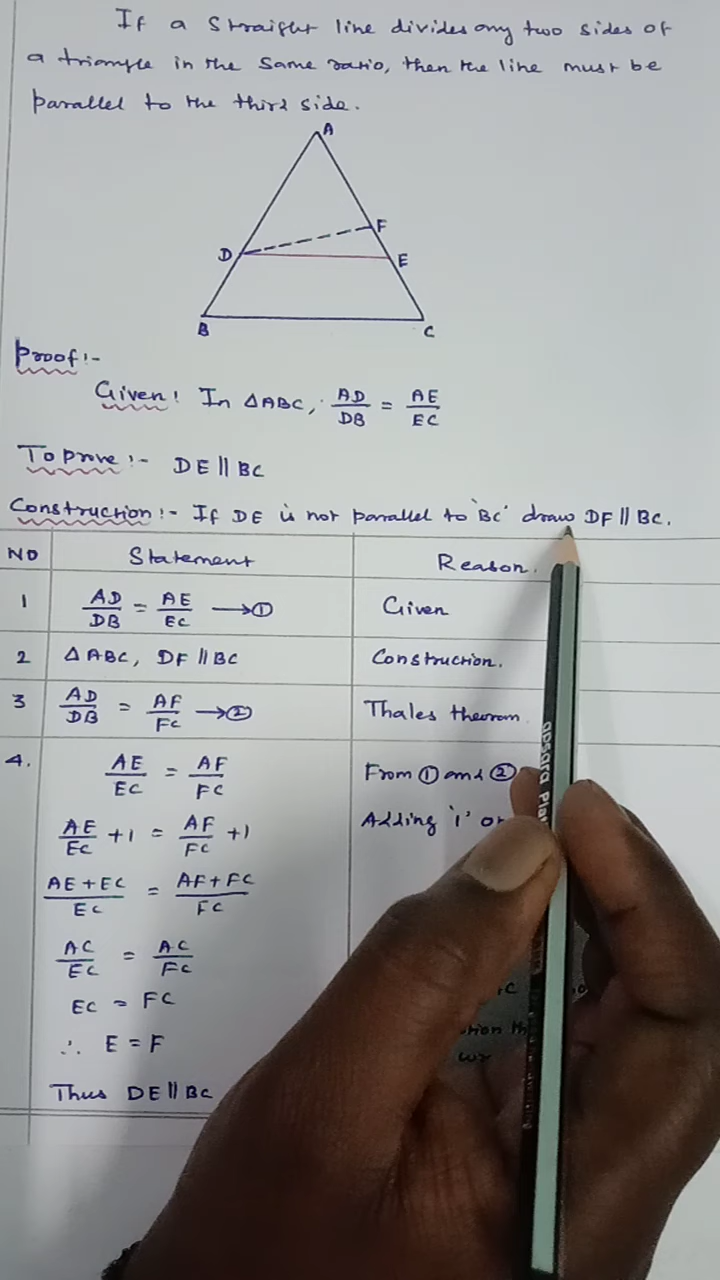 If a straight line divides any two sides of
a triangle in the same ratio, then the line must be
parallel to the third side.
A
F
D
E
B
C
Proof:-
Given: In ΔABC, AD/DB = AE/EC
To prove:- DE || BC
Construction:- If DE is not parallel to 'BC' draw DF || BC.
NO Statement Reason.
1 AD/DB = AE/EC → ① Given
2 ΔABC, DF || BC Construction.
3 AD/DB = AF/FC → ② Thales theorem
4. AE/EC = AF/FC From ① and ②
AE/EC + 1 = AF/FC + 1 Adding '1'
AE + EC/EC = AF + FC/FC
AC/EC = AC/FC
EC = FC
∴ E = F
Thus DE || BC
apsara Pla